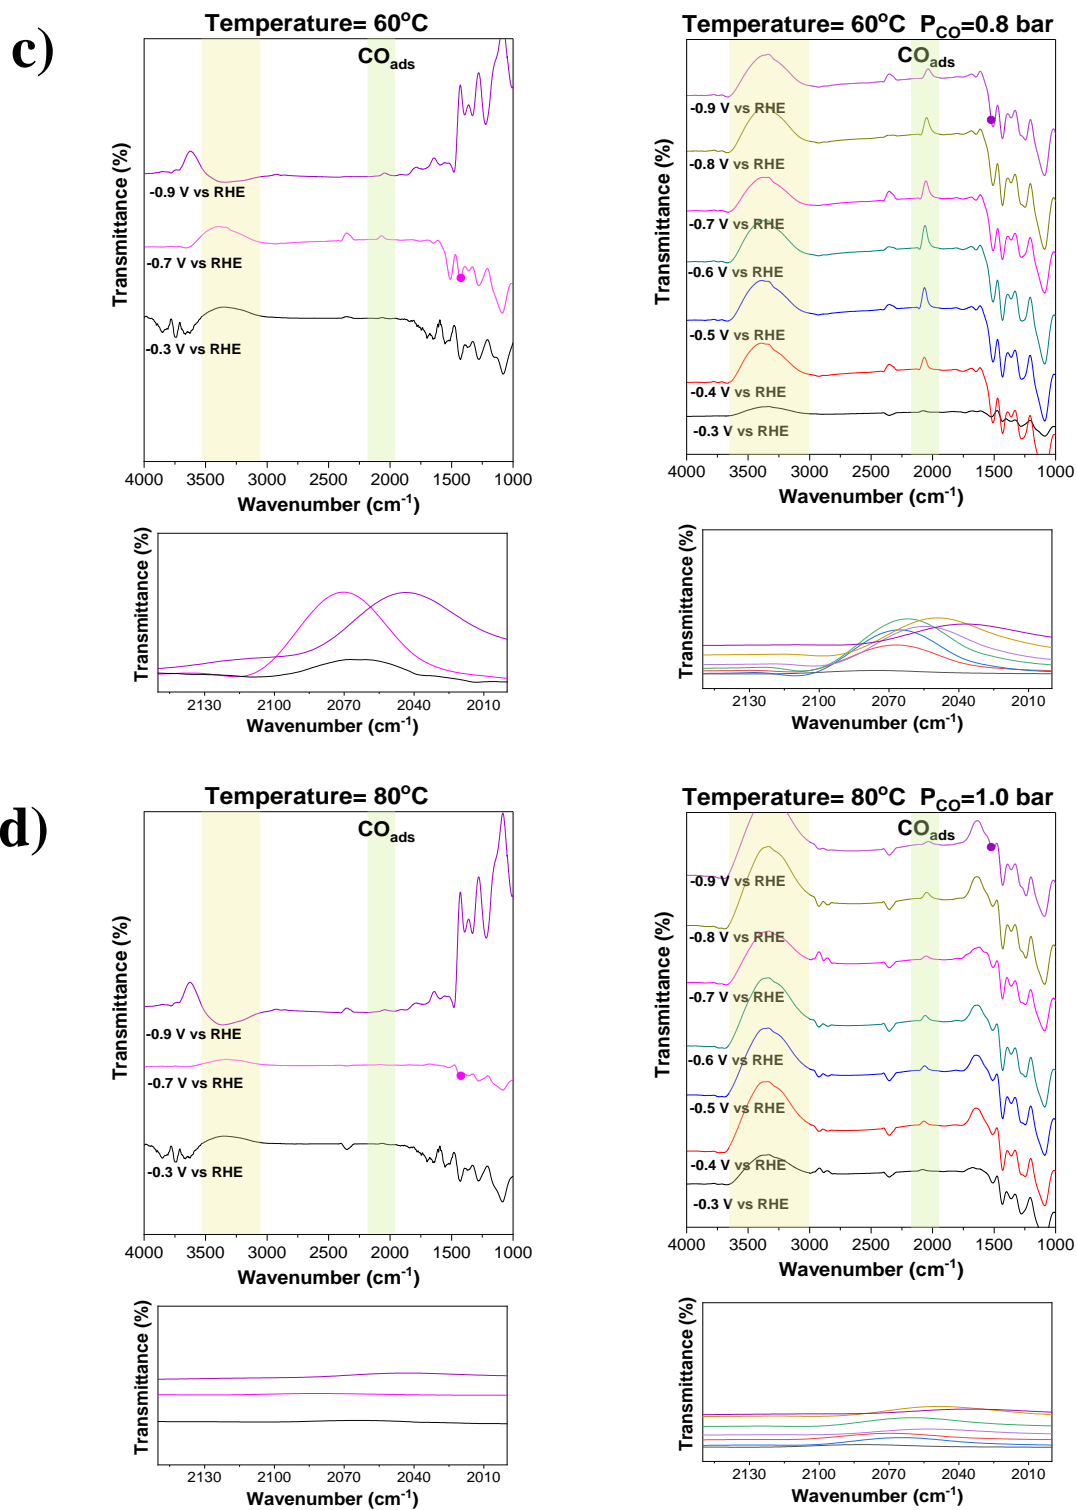 c)
Temperature= 60°C
CO_ads
-0.9 V vs RHE
-0.7 V vs RHE
-0.3 V vs RHE
Transmittance (%)
4000 3500 3000 2500 2000 1500 1000
Wavenumber (cm⁻¹)
Transmittance (%)
2130 2100 2070 2040 2010
Wavenumber (cm⁻¹)
Temperature= 60°C P_CO=0.8 bar
CO_ads
-0.9 V vs RHE
-0.8 V vs RHE
-0.7 V vs RHE
-0.6 V vs RHE
-0.5 V vs RHE
-0.4 V vs RHE
-0.3 V vs RHE
Transmittance (%)
4000 3500 3000 2500 2000 1500 1000
Wavenumber (cm⁻¹)
Transmittance (%)
2130 2100 2070 2040 2010
Wavenumber (cm⁻¹)
d)
Temperature= 80°C
CO_ads
-0.9 V vs RHE
-0.7 V vs RHE
-0.3 V vs RHE
Transmittance (%)
4000 3500 3000 2500 2000 1500 1000
Wavenumber (cm⁻¹)
Transmittance (%)
2130 2100 2070 2040 2010
Wavenumber (cm⁻¹)
Temperature= 80°C P_CO=1.0 bar
CO_ads
-0.9 V vs RHE
-0.8 V vs RHE
-0.7 V vs RHE
-0.6 V vs RHE
-0.5 V vs RHE
-0.4 V vs RHE
-0.3 V vs RHE
Transmittance (%)
4000 3500 3000 2500 2000 1500 1000
Wavenumber (cm⁻¹)
Transmittance (%)
2130 2100 2070 2040 2010
Wavenumber (cm⁻¹)